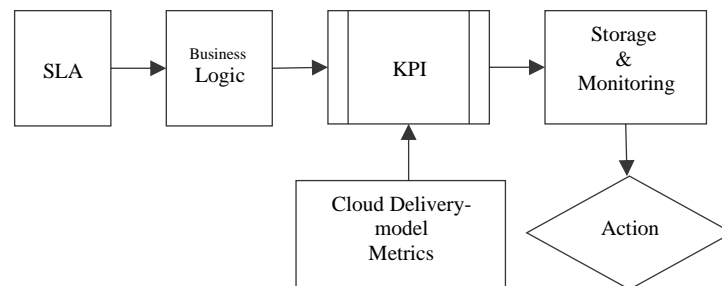 SLA
Business
Logic
KPI
Storage
&
Monitoring
Cloud Delivery-
model
Metrics
Action